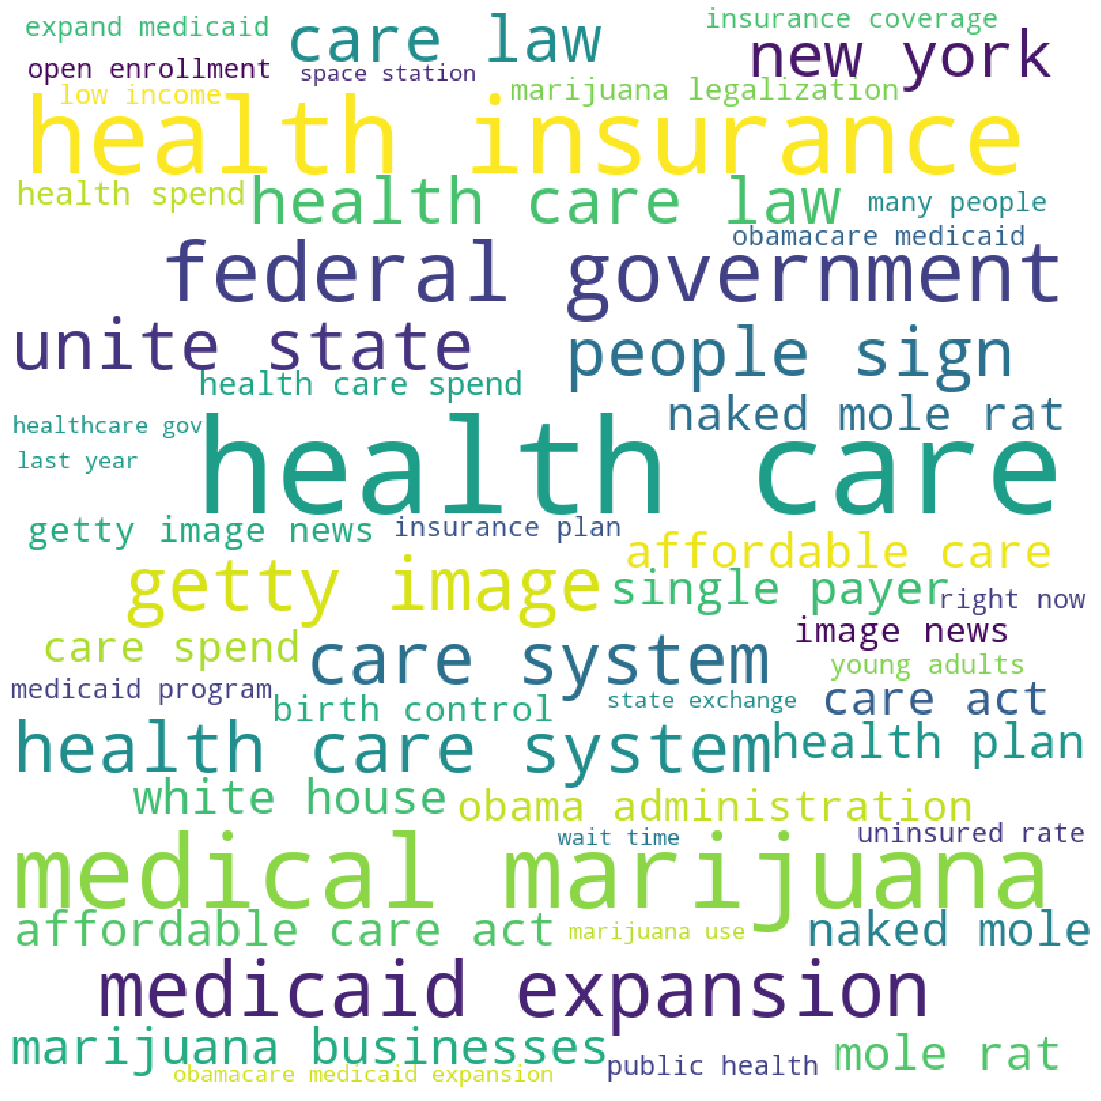 expand medicaid
care law
insurance coverage
new york
open enrollment
space station
low income
marijuana legalization
health insurance
health spend
health care law
many people
obamacare medicaid
federal government
unite state
people sign
health care spend
naked mole rat
healthcare gov
health care
last year
getty image news
insurance plan
affordable care
getty image
single payer
right now
care spend
care system
image news
young adults
medicaid program
birth control
state exchange
care act
health care system
health plan
white house
obama administration
wait time
uninsured rate
medical marijuana
affordable care act
marijuana use
naked mole
medicaid expansion
marijuana businesses
obamacare medicaid expansion
public health
mole rat